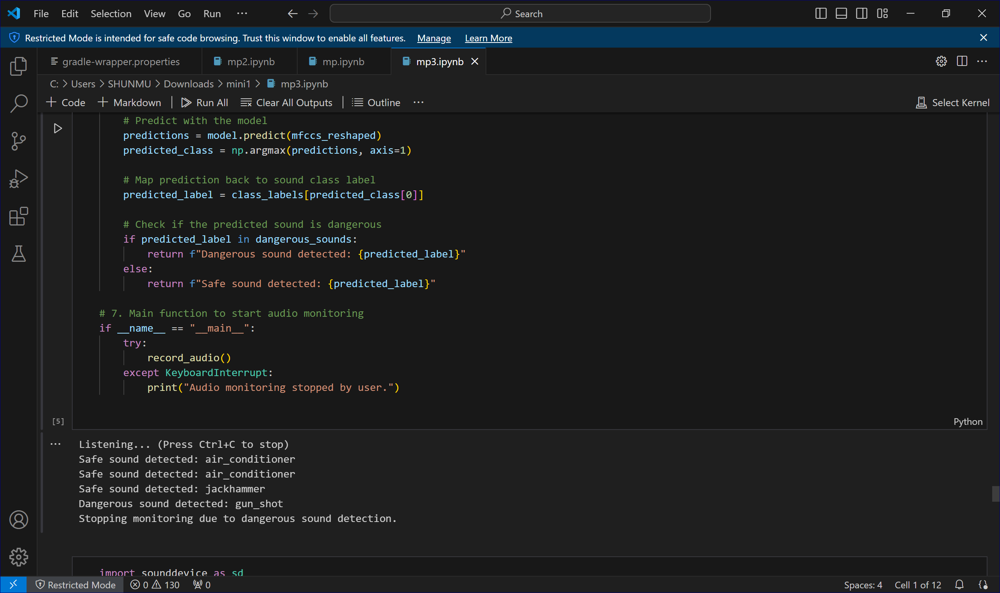 File Edit Selection View Go Run ··· Search
Restricted Mode is intended for safe code browsing. Trust this window to enable all features. Manage Learn More
gradle-wrapper.properties mp2.ipynb mp.ipynb mp3.ipynb
C: > Users > SHUNMU > Downloads > mini1 > mp3.ipynb
+ Code + Markdown | Run All Clear All Outputs | Outline ··· Select Kernel
# Predict with the model
predictions = model.predict(mfccs_reshaped)
predicted_class = np.argmax(predictions, axis=1)
# Map prediction back to sound class label
predicted_label = class_labels[predicted_class[0]]
# Check if the predicted sound is dangerous
if predicted_label in dangerous_sounds:
return f"Dangerous sound detected: {predicted_label}"
else:
return f"Safe sound detected: {predicted_label}"
# 7. Main function to start audio monitoring
if __name__ == "__main__":
try:
record_audio()
except KeyboardInterrupt:
print("Audio monitoring stopped by user.")
[5] Python
··· Listening... (Press Ctrl+C to stop)
Safe sound detected: air_conditioner
Safe sound detected: air_conditioner
Safe sound detected: jackhammer
Dangerous sound detected: gun_shot
Stopping monitoring due to dangerous sound detection.
import sounddevice as sd
Restricted Mode 0 130 0 Spaces: 4 Cell 1 of 12